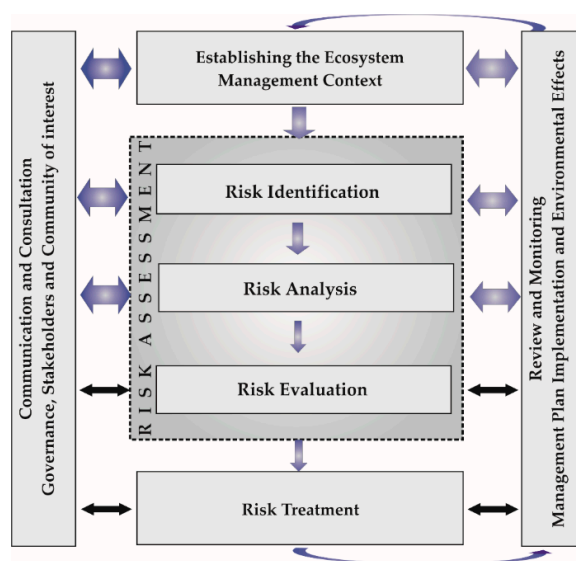 Establishing the Ecosystem
Management Context
Communication and Consultation
Governance, Stakeholders and Community of interest
RISK ASSESSMENT
Risk Identification
Risk Analysis
Risk Evaluation
Risk Treatment
Review and Monitoring
Management Plan Implementation and Environmental Effects